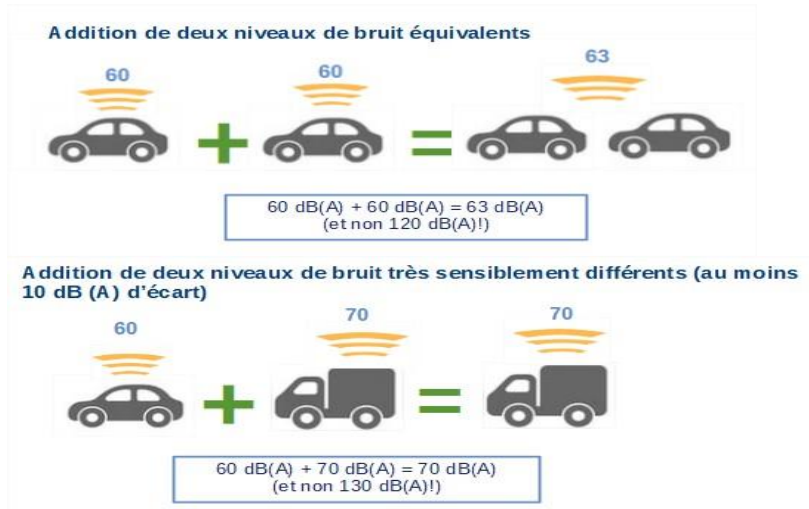 Addition de deux niveaux de bruit équivalents
60
60
63
60 dB(A) + 60 dB(A) = 63 dB(A)
(et non 120 dB(A)!)
Addition de deux niveaux de bruit très sensiblement différents (au moins
10 dB (A) d'écart)
60
70
70
60 dB(A) + 70 dB(A) = 70 dB(A)
(et non 130 dB(A)!)